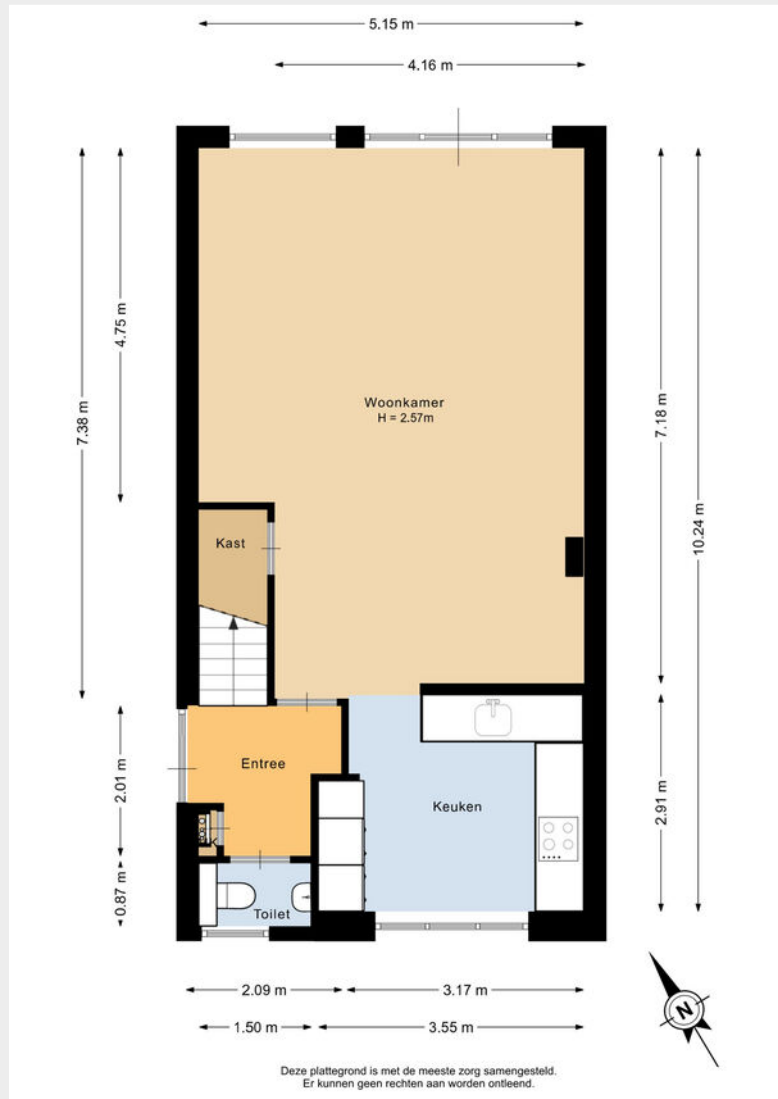 5.15 m
4.16 m
4.75 m
7.38 m
7.18 m
10.24 m
Woonkamer
H = 2.57m
Kast
Entree
2.01 m
Keuken
2.91 m
K
0.87 m
Toilet
2.09 m
3.17 m
1.50 m
3.55 m
N
Deze plattegrond is met de meeste zorg samengesteld.
Er kunnen geen rechten aan worden ontleend.